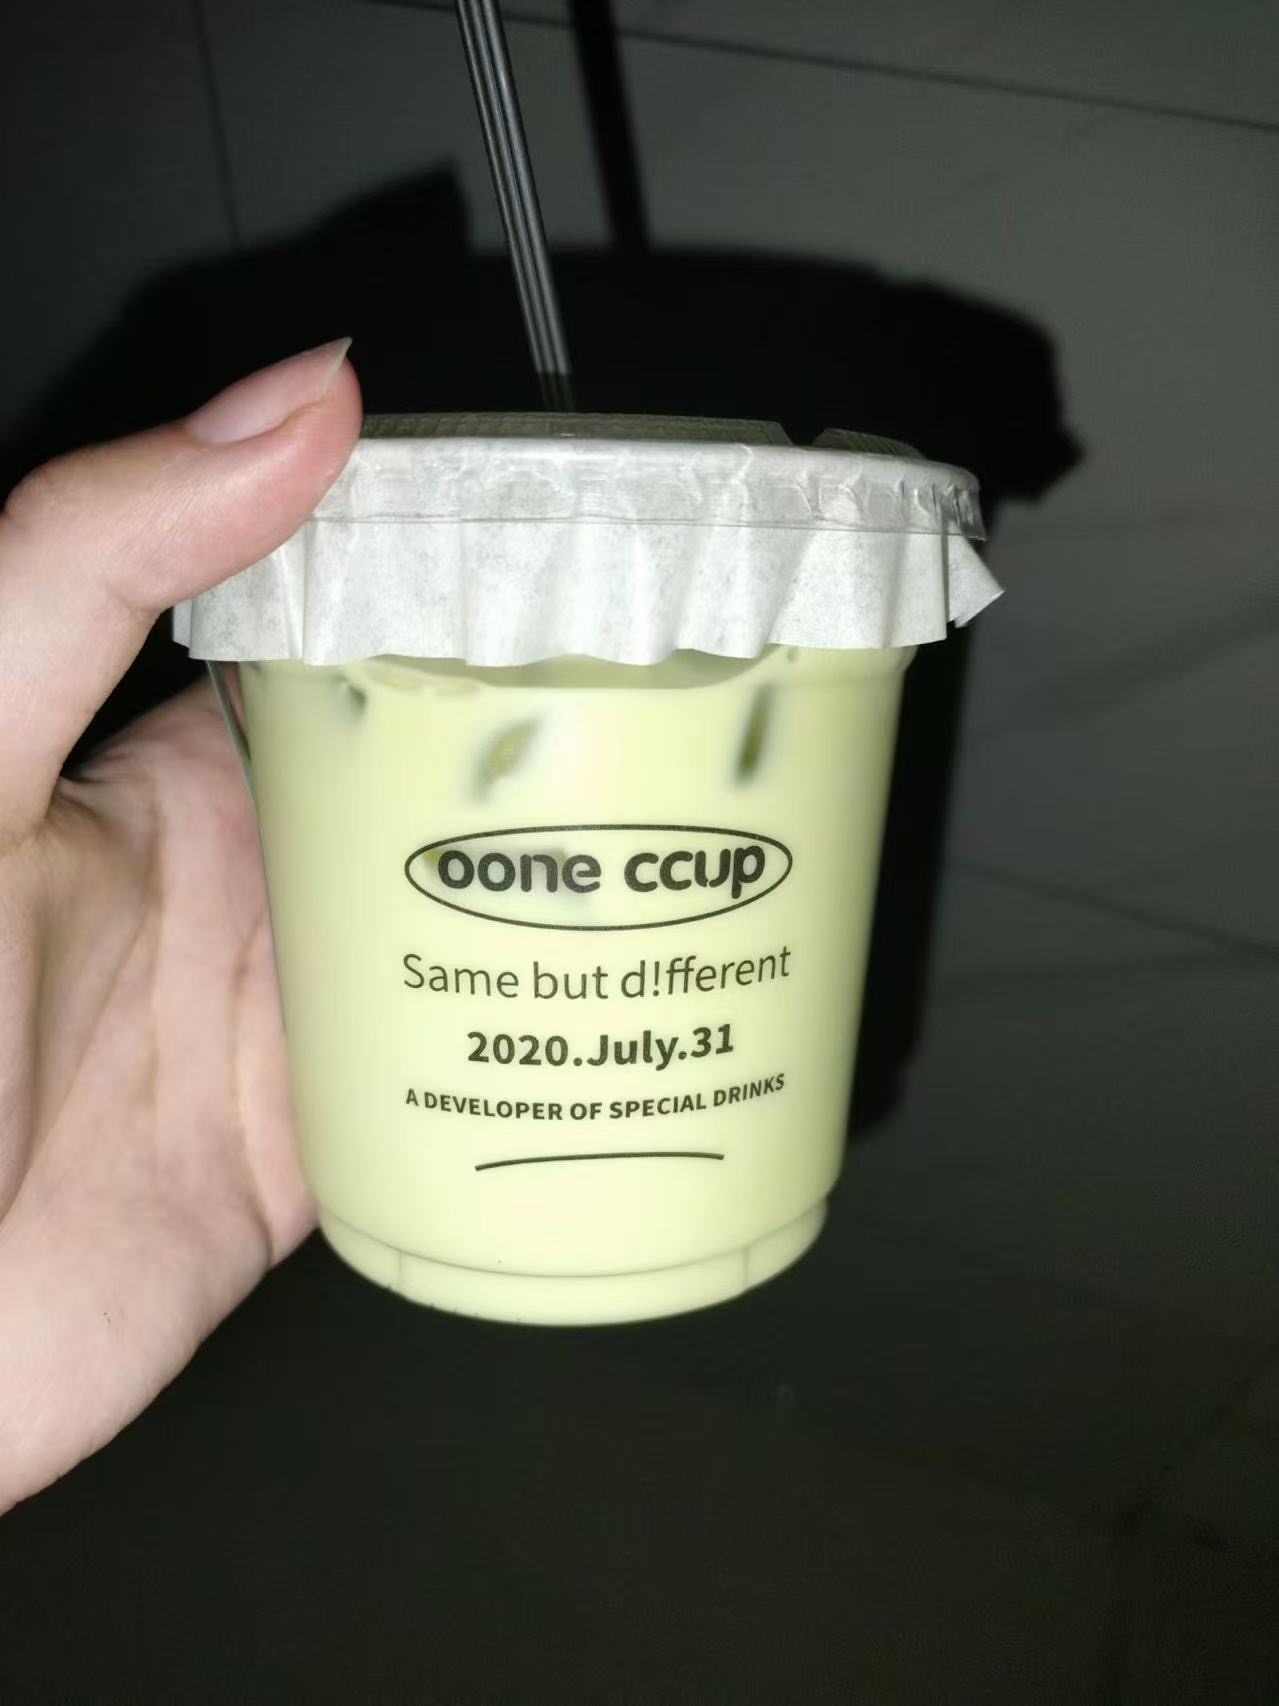 oone ccup
Same but d!fferent
2020.July.31
A DEVELOPER OF SPECIAL DRINKS